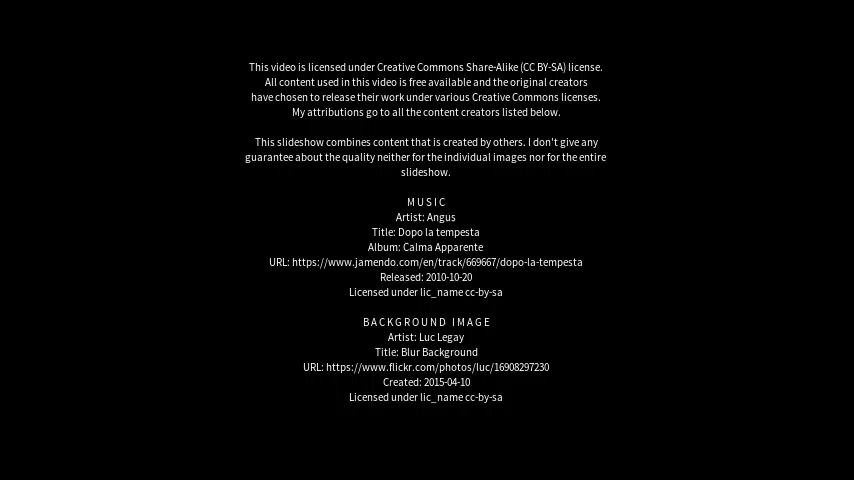 This video is licensed under Creative Commons Share-Alike (CC BY-SA) license.
All content used in this video is free available and the original creators
have chosen to release their work under various Creative Commons licenses.
My attributions go to all the content creators listed below.
This slideshow combines content that is created by others. I don't give any
guarantee about the quality neither for the individual images nor for the entire
slideshow.
MUSIC
Artist: Angus
Title: Dopo la tempesta
Album: Calma Apparente
URL: https://www.jamendo.com/en/track/669667/dopo-la-tempesta
Released: 2010-10-20
Licensed under lic_name cc-by-sa
BACKGROUND IMAGE
Artist: Luc Legay
Title: Blur Background
URL: https://www.flickr.com/photos/luc/16908297230
Created: 2015-04-10
Licensed under lic_name cc-by-sa